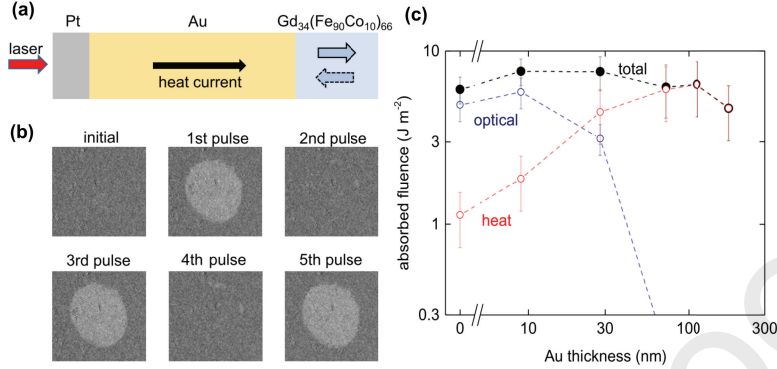 (a)
Pt
Au
Gd34(Fe90Co10)66
laser
heat current
(b)
initial
1st pulse
2nd pulse
3rd pulse
4th pulse
5th pulse
(c)
absorbed fluence (J m-2)
10
3
1
0.3
total
optical
heat
0
10
30
100
300
Au thickness (nm)